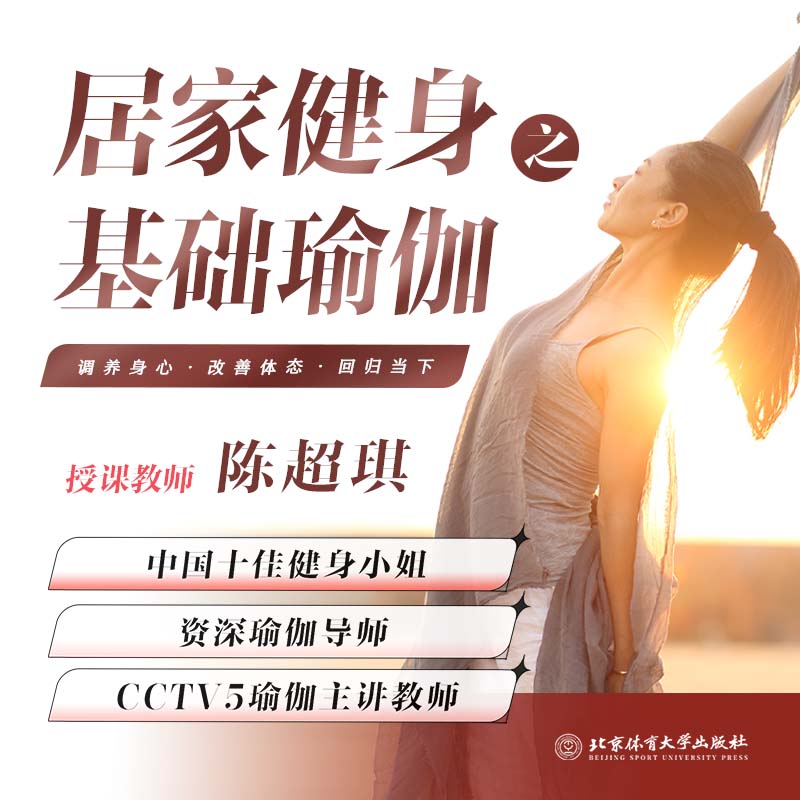 居家健身之
基础瑜伽
调养身心·改善体态·回归当下
授课教师 陈超琪
中国十佳健身小姐
资深瑜伽导师
CCTV5瑜伽主讲教师
北京体育大学出版社
BEIJING SPORT UNIVERSITY PRESS